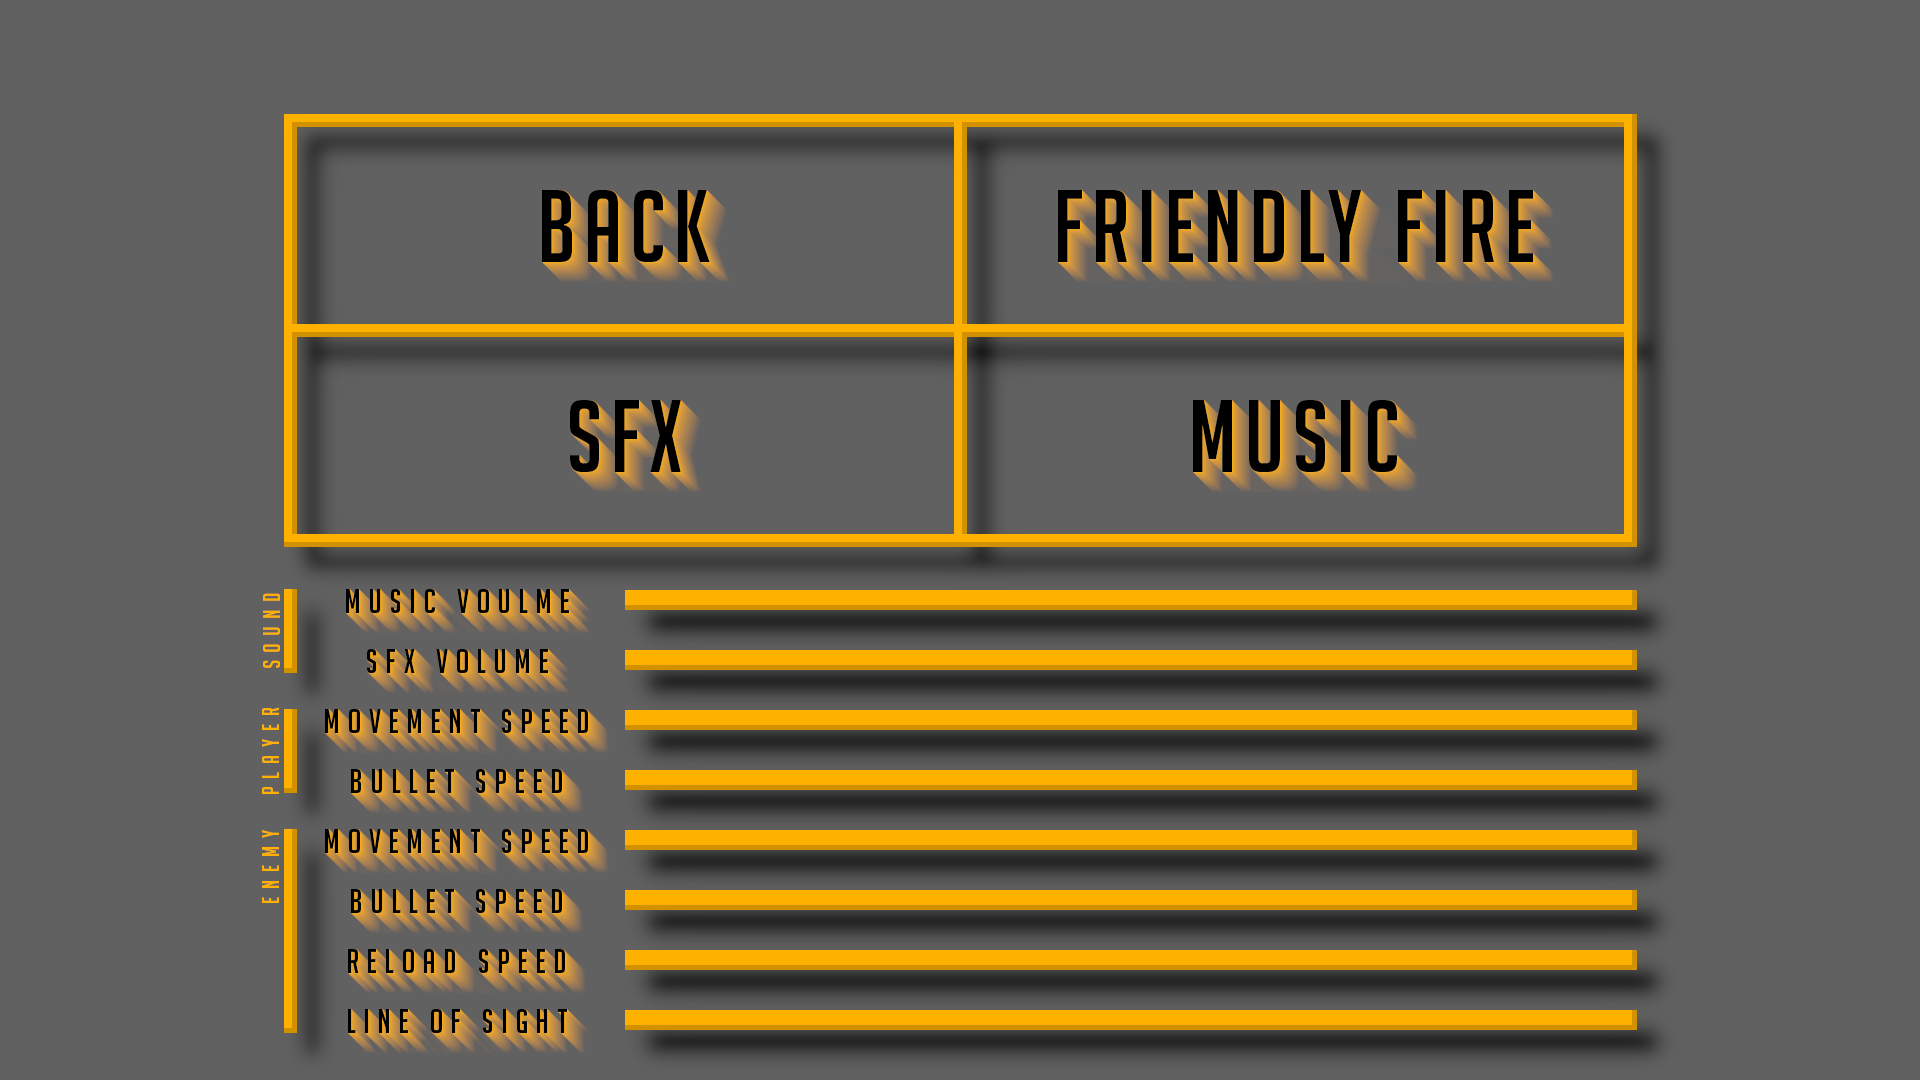 BACK
FRIENDLY FIRE
SFX
MUSIC
SOUND
MUSIC VOULME
SFX VOLUME
PLAYER
MOVEMENT SPEED
BULLET SPEED
ENEMY
MOVEMENT SPEED
BULLET SPEED
RELOAD SPEED
LINE OF SIGHT